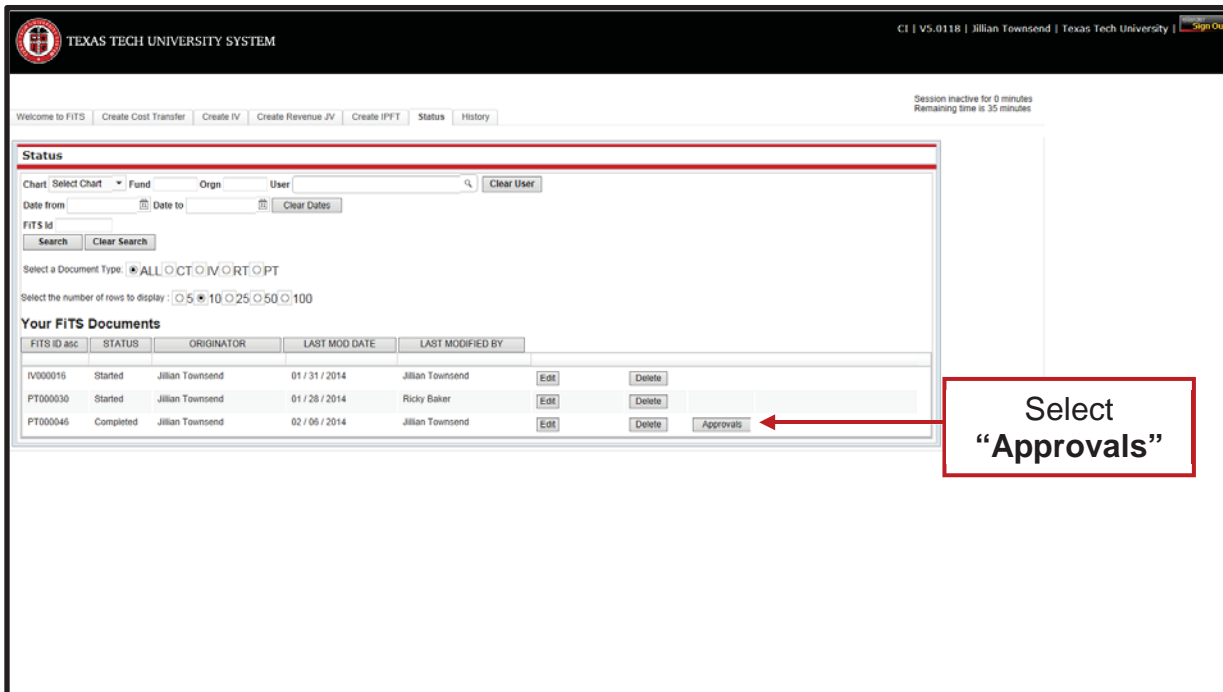 CI | V5.0118 | Jillian Townsend | Texas Tech University | Sign Ou
TEXAS TECH UNIVERSITY SYSTEM
Session inactive for 0 minutes
Remaining time is 35 minutes
Welcome to FiTS Create Cost Transfer Create IV Create Revenue JV Create IPFT Status History
Status
Chart Select Chart Fund Orgn User Clear User
Date from Date to Clear Dates
FiTS Id
Search Clear Search
Select a Document Type: ALL CT IV RT PT
Select the number of rows to display : 5 10 25 50 100
Your FiTS Documents
FITS ID asc STATUS ORIGINATOR LAST MOD DATE LAST MODIFIED BY
IV000016 Started Jillian Townsend 01 / 31 / 2014 Jillian Townsend Edit Delete
PT000030 Started Jillian Townsend 01 / 28 / 2014 Ricky Baker Edit Delete
PT000046 Completed Jillian Townsend 02 / 06 / 2014 Jillian Townsend Edit Delete Approvals
Select
“Approvals”